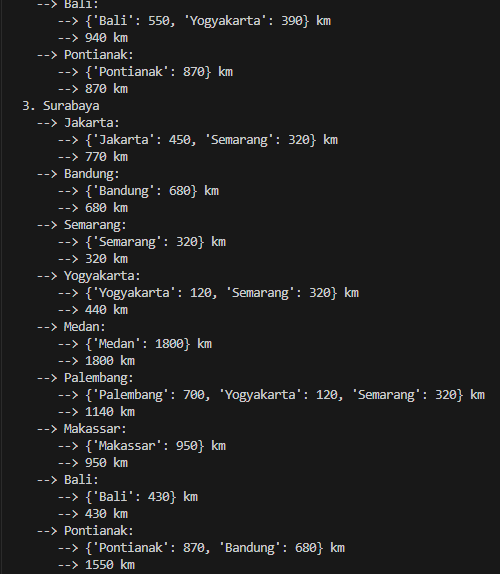 --> Bali:
--> {'Bali': 550, 'Yogyakarta': 390} km
--> 940 km
--> Pontianak:
--> {'Pontianak': 870} km
--> 870 km
3. Surabaya
--> Jakarta:
--> {'Jakarta': 450, 'Semarang': 320} km
--> 770 km
--> Bandung:
--> {'Bandung': 680} km
--> 680 km
--> Semarang:
--> {'Semarang': 320} km
--> 320 km
--> Yogyakarta:
--> {'Yogyakarta': 120, 'Semarang': 320} km
--> 440 km
--> Medan:
--> {'Medan': 1800} km
--> 1800 km
--> Palembang:
--> {'Palembang': 700, 'Yogyakarta': 120, 'Semarang': 320} km
--> 1140 km
--> Makassar:
--> {'Makassar': 950} km
--> 950 km
--> Bali:
--> {'Bali': 430} km
--> 430 km
--> Pontianak:
--> {'Pontianak': 870, 'Bandung': 680} km
--> 1550 km